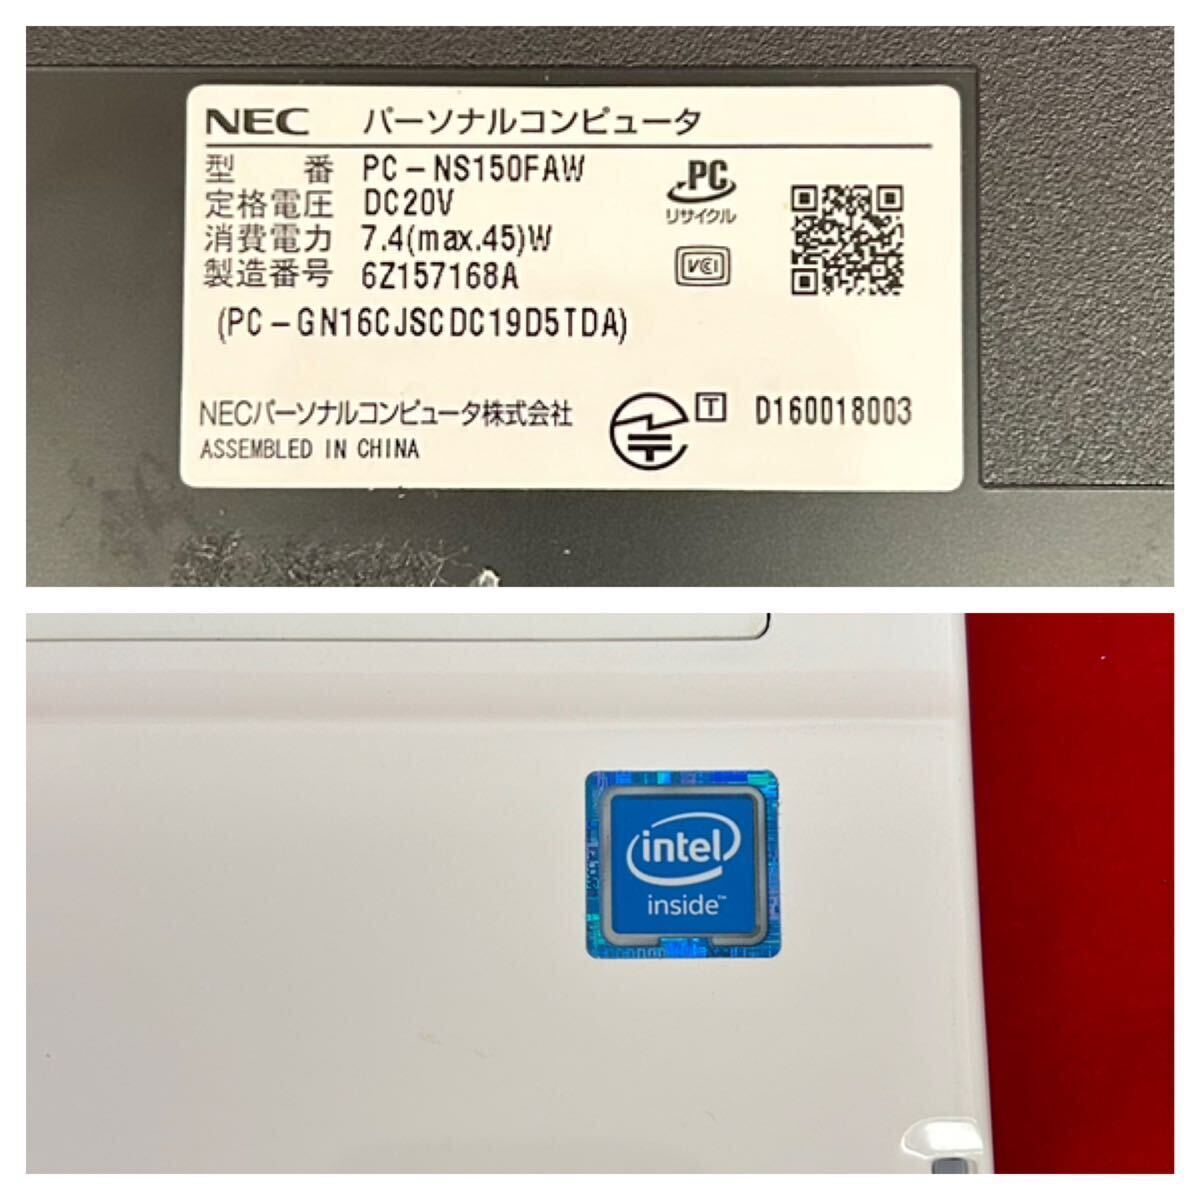 NEC パーソナルコンピュータ
型 番 PC-NS150FAW
定格電圧 DC20V
消費電力 7.4(max.45)W
製造番号 6Z157168A
(PC-GN16CJSCDC19D5TDA)
PC
リサイクル
VCI
NECパーソナルコンピュータ株式会社
ASSEMBLED IN CHINA
T D160018003
intel
inside™